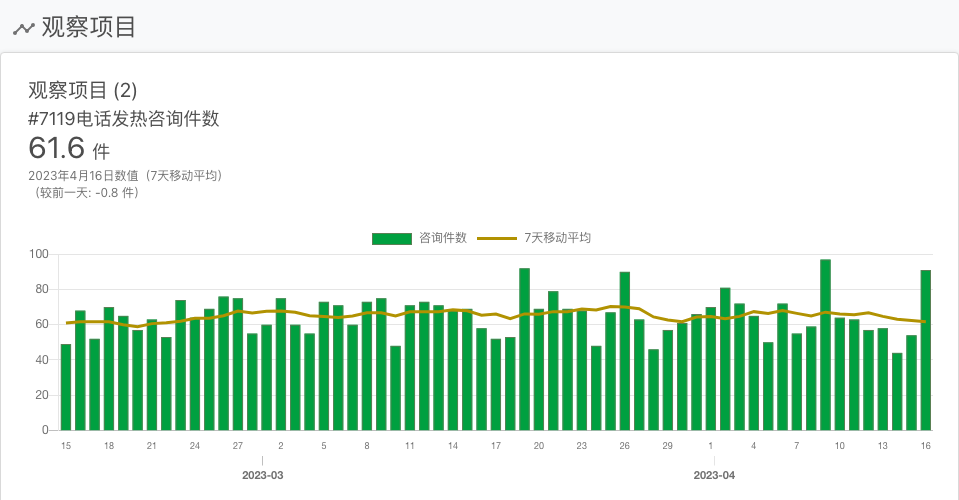 观察项目
观察项目 (2)
#7119电话发热咨询件数
61.6 件
2023年4月16日数值（7天移动平均）
（较前一天: -0.8 件）
咨询件数 7天移动平均
100
80
60
40
20
0
15 18 21 24 27 2 5 8 11 14 17 20 23 26 29 1 4 7 10 13 16
2023-03 2023-04